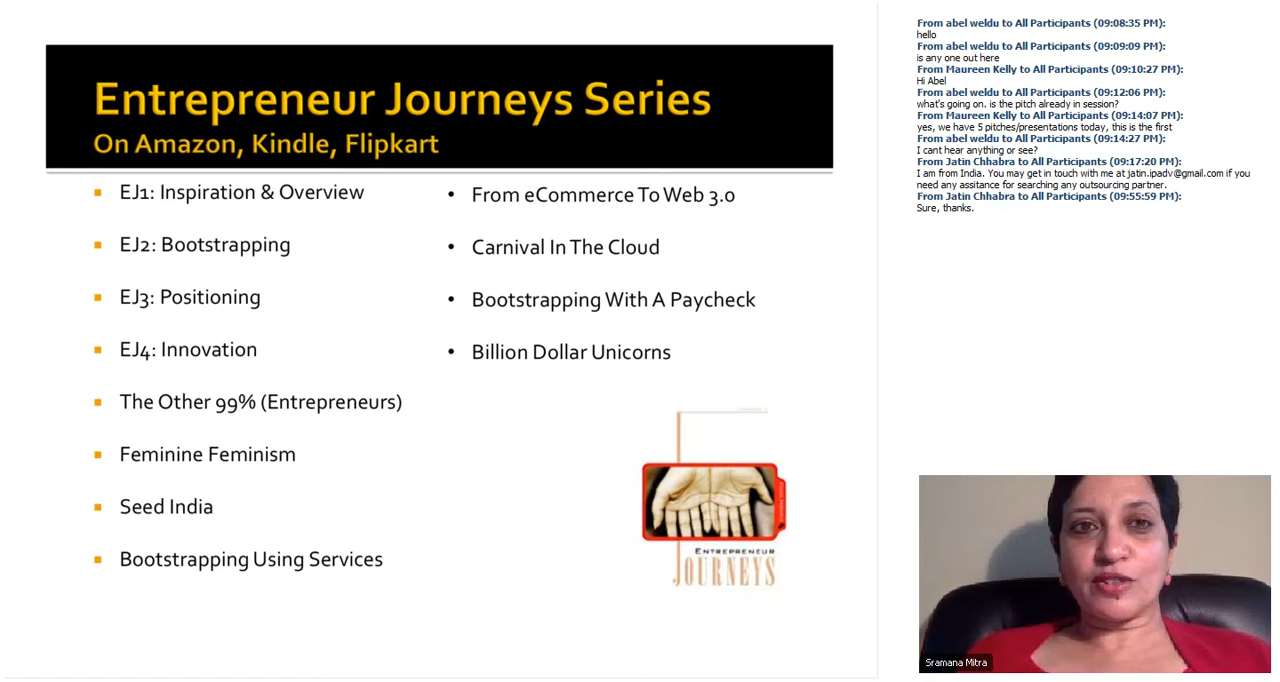 Entrepreneur Journeys Series
On Amazon, Kindle, Flipkart
EJ1: Inspiration & Overview
EJ2: Bootstrapping
EJ3: Positioning
EJ4: Innovation
The Other 99% (Entrepreneurs)
Feminine Feminism
Seed India
Bootstrapping Using Services
• From eCommerce To Web 3.0
• Carnival In The Cloud
• Bootstrapping With A Paycheck
• Billion Dollar Unicorns
ENTREPRENEUR
JOURNEYS
From abel weldu to All Participants (09:08:35 PM):
hello
From abel weldu to All Participants (09:09:09 PM):
is any one out here
From Maureen Kelly to All Participants (09:10:27 PM):
Hi Abel
From abel weldu to All Participants (09:12:06 PM):
what's going on. is the pitch already in session?
From Maureen Kelly to All Participants (09:14:07 PM):
yes, we have 5 pitches/presentations today, this is the first
From abel weldu to All Participants (09:14:27 PM):
I cant hear anything or see?
From Jatin Chhabra to All Participants (09:17:20 PM):
I am from India. You may get in touch with me at jatin.ipadv@gmail.com if you
need any assitance for searching any outsourcing partner.
From Jatin Chhabra to All Participants (09:55:59 PM):
Sure, thanks.
Sramana Mitra